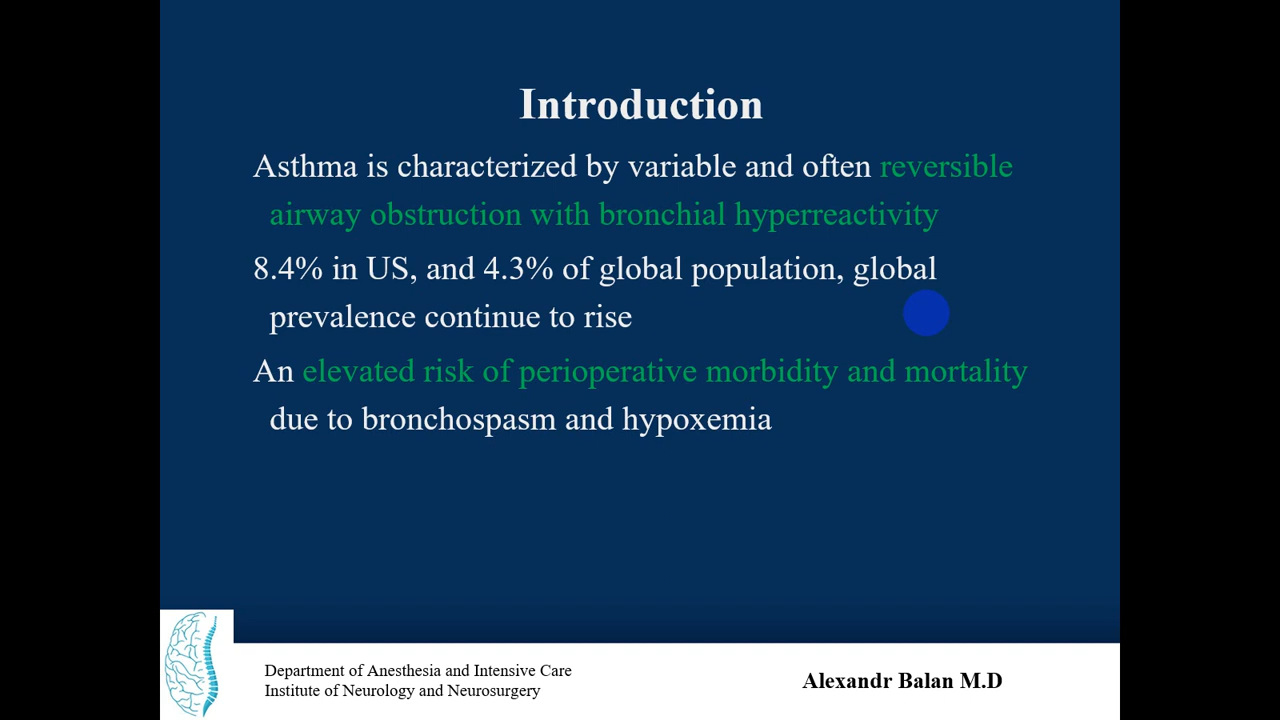 Introduction
Asthma is characterized by variable and often reversible
airway obstruction with bronchial hyperreactivity
8.4% in US, and 4.3% of global population, global
prevalence continue to rise
An elevated risk of perioperative morbidity and mortality
due to bronchospasm and hypoxemia
Department of Anesthesia and Intensive Care
Institute of Neurology and Neurosurgery
Alexandr Balan M.D